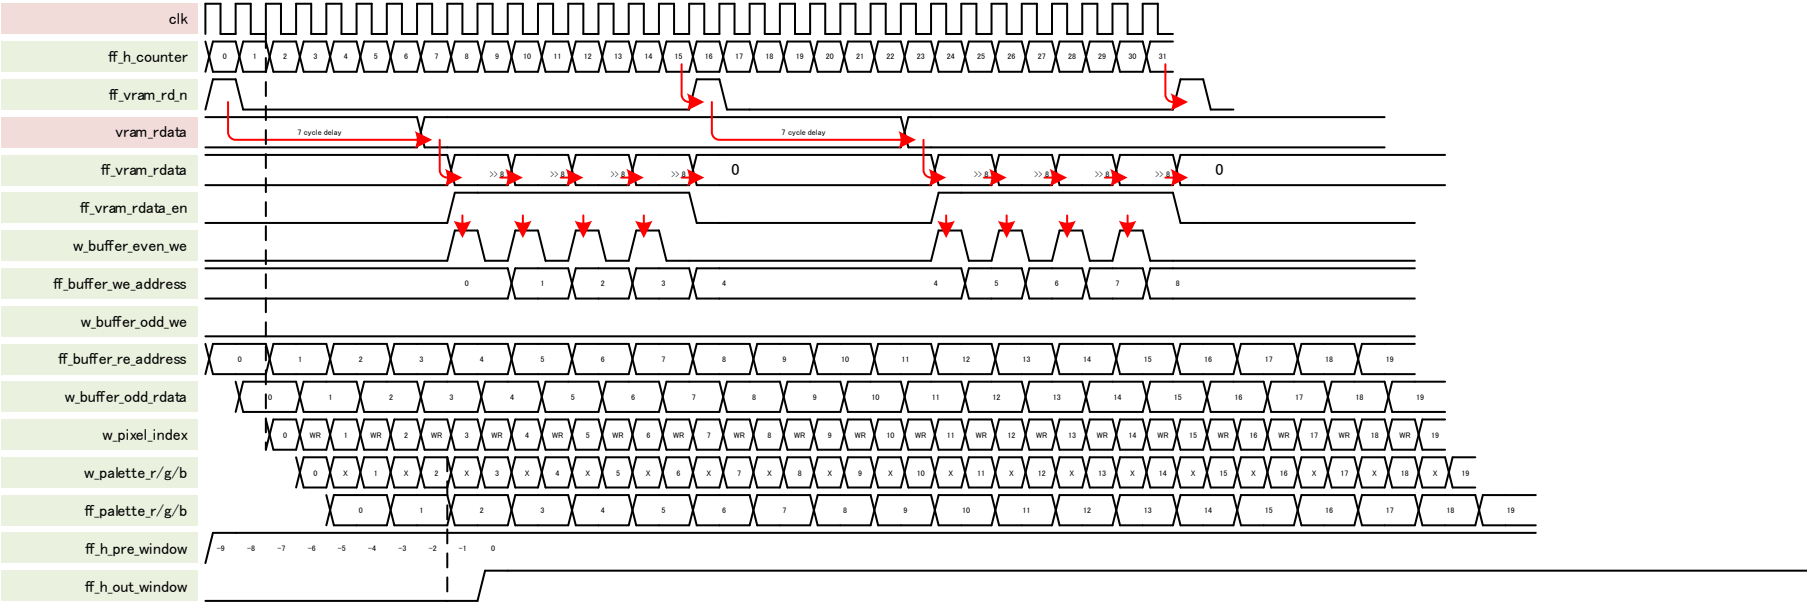 clk
ff_h_counter 0 1 2 3 4 5 6 7 8 9 10 11 12 13 14 15 16 17 18 19 20 21 22 23 24 25 26 27 28 29 30 31
ff_vram_rd_n
vram_rdata 7 cycle delay 7 cycle delay
ff_vram_rdata >>8 >>8 >>8 >>8 0 >>8 >>8 >>8 >>8 0
ff_vram_rdata_en
w_buffer_even_we
ff_buffer_we_address 0 1 2 3 4 4 5 6 7 8
w_buffer_odd_we
ff_buffer_re_address 0 1 2 3 4 5 6 7 8 9 10 11 12 13 14 15 16 17 18 19
w_buffer_odd_rdata 0 1 2 3 4 5 6 7 8 9 10 11 12 13 14 15 16 17 18 19
w_pixel_index 0 WR 1 WR 2 WR 3 WR 4 WR 5 WR 6 WR 7 WR 8 WR 9 WR 10 WR 11 WR 12 WR 13 WR 14 WR 15 WR 16 WR 17 WR 18 WR 19
w_palette_r/g/b 0 X 1 X 2 X 3 X 4 X 5 X 6 X 7 X 8 X 9 X 10 X 11 X 12 X 13 X 14 X 15 X 16 X 17 X 18 X 19
ff_palette_r/g/b 0 1 2 3 4 5 6 7 8 9 10 11 12 13 14 15 16 17 18 19
ff_h_pre_window -9 -8 -7 -6 -5 -4 -3 -2 -1 0
ff_h_out_window